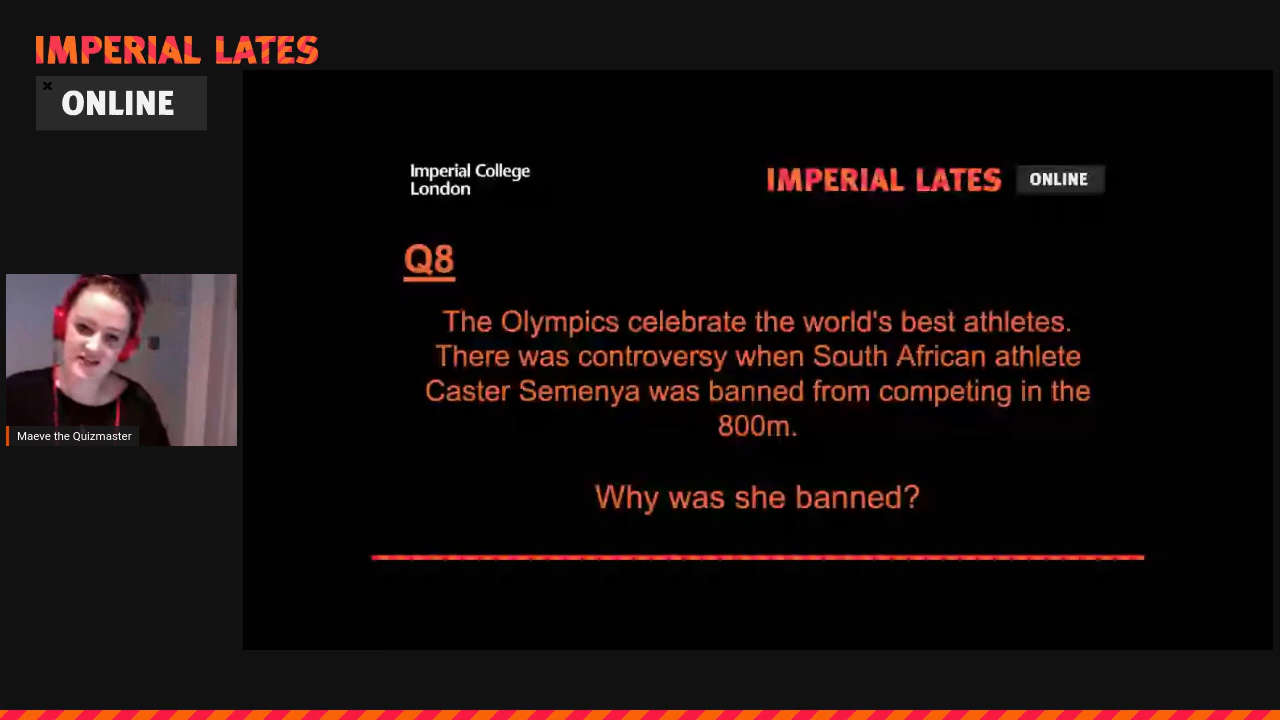 IMPERIAL LATES
ONLINE
Imperial College
London
IMPERIAL LATES ONLINE
Q8
The Olympics celebrate the world's best athletes.
There was controversy when South African athlete
Caster Semenya was banned from competing in the
800m.
Why was she banned?
Maeve the Quizmaster